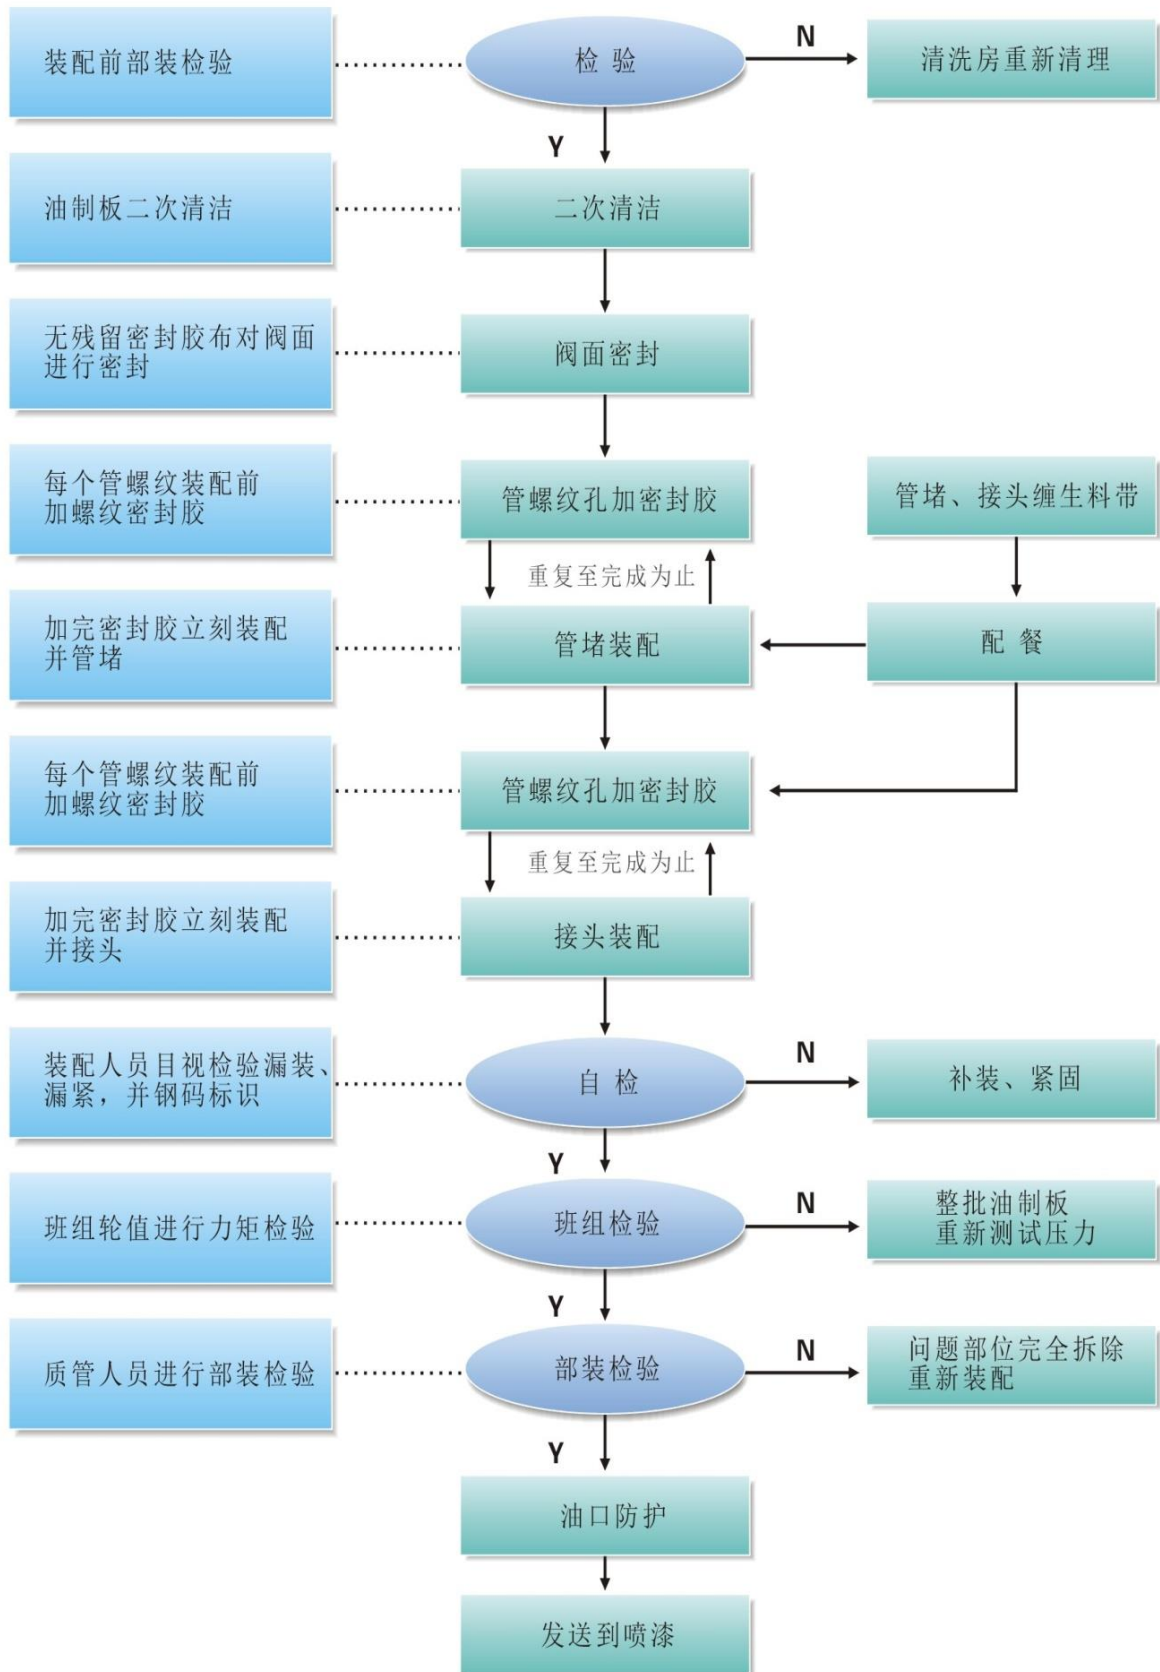 装配前部装检验
检 验
N
清洗房重新清理
Y
油制板二次清洁
二次清洁
无残留密封胶布对阀面
进行密封
阀面密封
每个管螺纹装配前
加螺纹密封胶
管螺纹孔加密封胶
管堵、接头缠生料带
重复至完成为止
加完密封胶立刻装配
并管堵
管堵装配
配 餐
每个管螺纹装配前
加螺纹密封胶
管螺纹孔加密封胶
重复至完成为止
加完密封胶立刻装配
并接头
接头装配
装配人员目视检验漏装、
漏紧，并钢码标识
自 检
N
补装、紧固
Y
班组轮值进行力矩检验
班组检验
N
整批油制板
重新测试压力
Y
质管人员进行部装检验
部装检验
N
问题部位完全拆除
重新装配
Y
油口防护
发送到喷漆